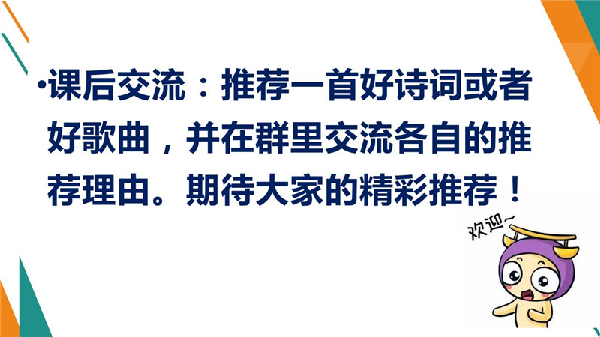 •课后交流：推荐一首好诗词或者
好歌曲，并在群里交流各自的推
荐理由。期待大家的精彩推荐！
欢迎~